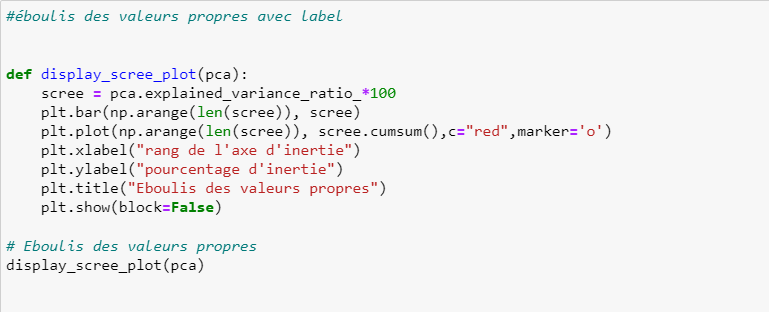 #éboulis des valeurs propres avec label
def display_scree_plot(pca):
    scree = pca.explained_variance_ratio_*100
    plt.bar(np.arange(len(scree)), scree)
    plt.plot(np.arange(len(scree)), scree.cumsum(),c="red",marker='o')
    plt.xlabel("rang de l'axe d'inertie")
    plt.ylabel("pourcentage d'inertie")
    plt.title("Eboulis des valeurs propres")
    plt.show(block=False)
# Eboulis des valeurs propres
display_scree_plot(pca)